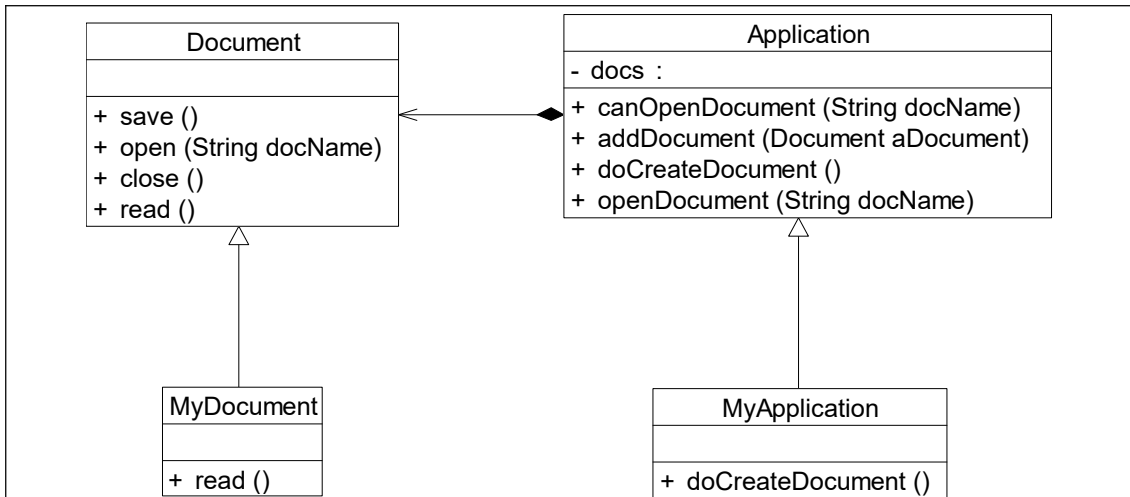 Document
+ save ()
+ open (String docName)
+ close ()
+ read ()
Application
- docs :
+ canOpenDocument (String docName)
+ addDocument (Document aDocument)
+ doCreateDocument ()
+ openDocument (String docName)
MyDocument
+ read ()
MyApplication
+ doCreateDocument ()